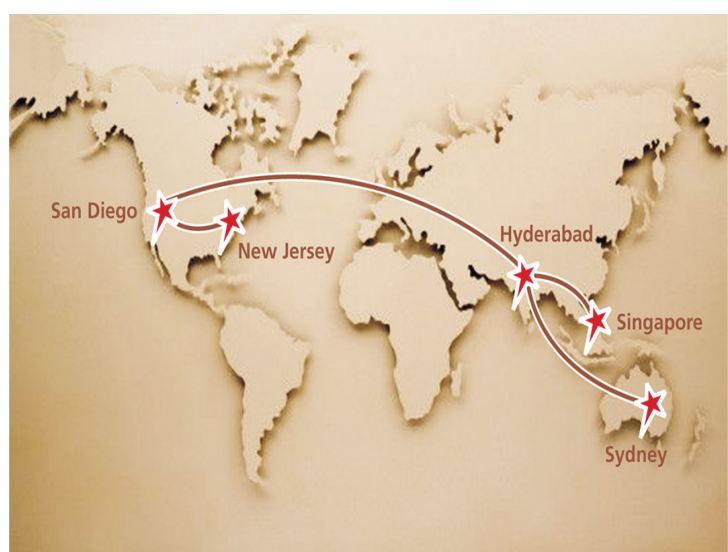 San Diego
New Jersey
Hyderabad
Singapore
Sydney